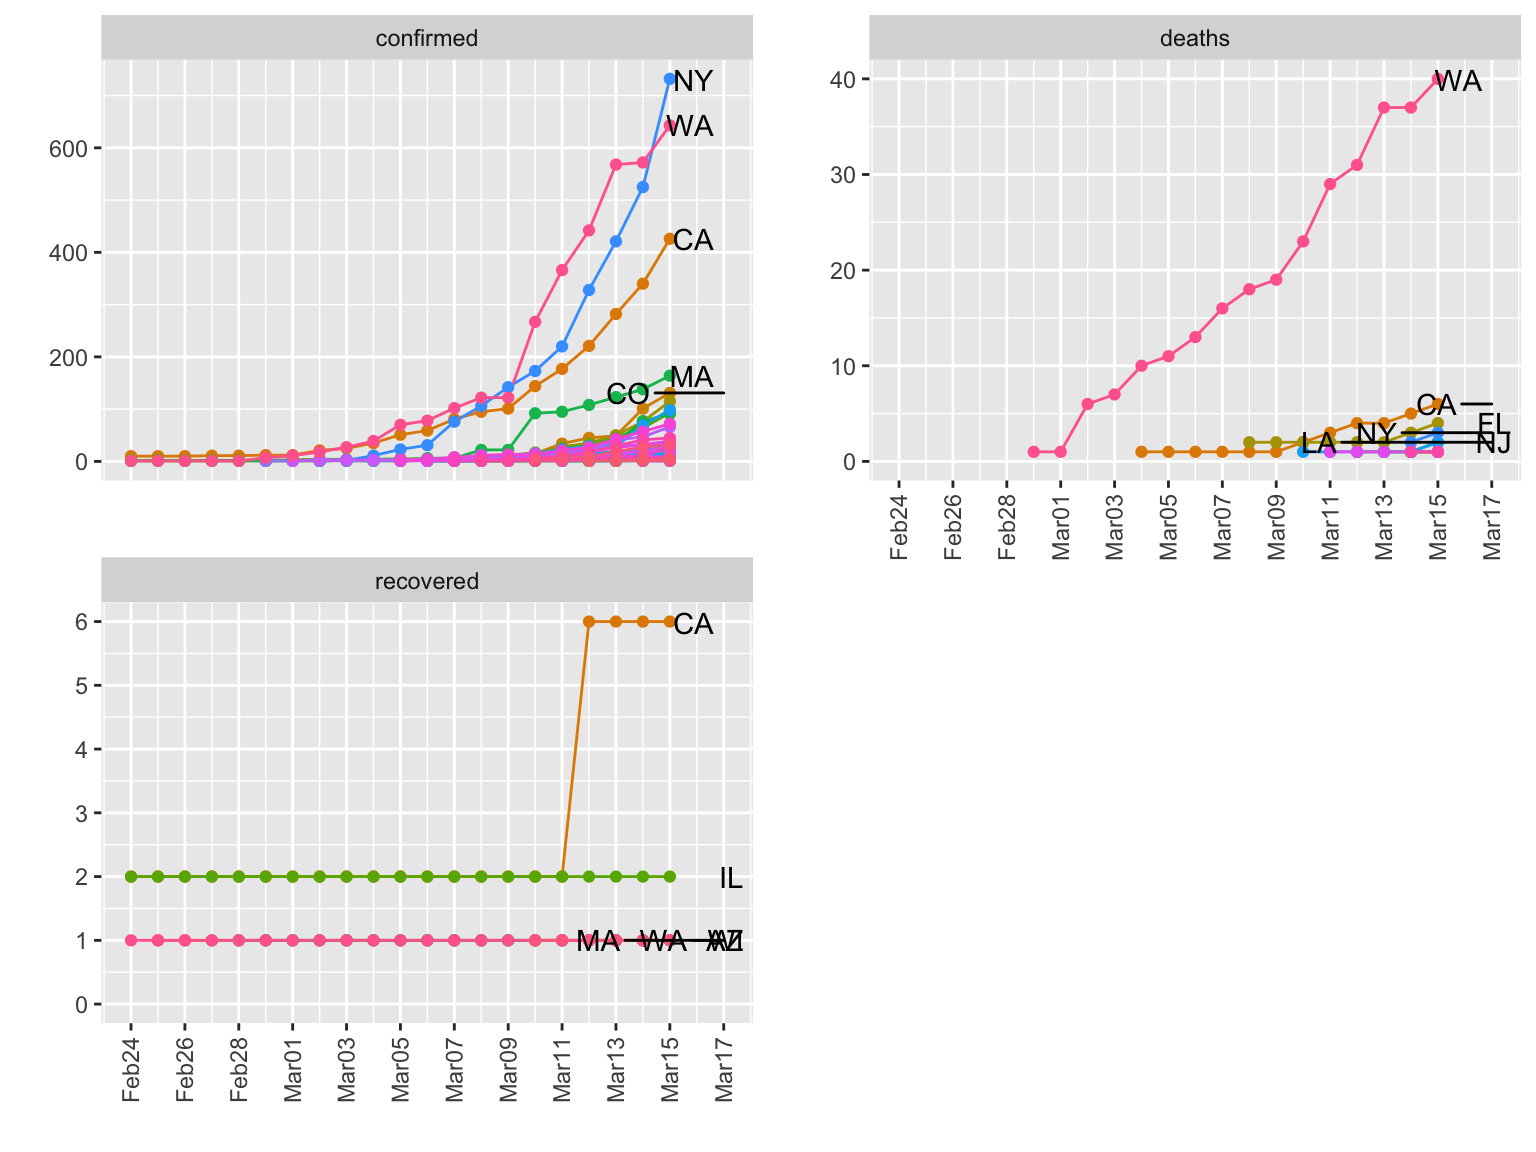 confirmed
NY
WA
600
CA
400
MA
CO
200
0
deaths
40
WA
30
20
10
CA
FL
NY
LA
NJ
0
Feb24 Feb26 Feb28 Mar01 Mar03 Mar05 Mar07 Mar09 Mar11 Mar13 Mar15 Mar17
recovered
6
CA
5
4
3
2
IL
1
MA WA
0
Feb24 Feb26 Feb28 Mar01 Mar03 Mar05 Mar07 Mar09 Mar11 Mar13 Mar15 Mar17